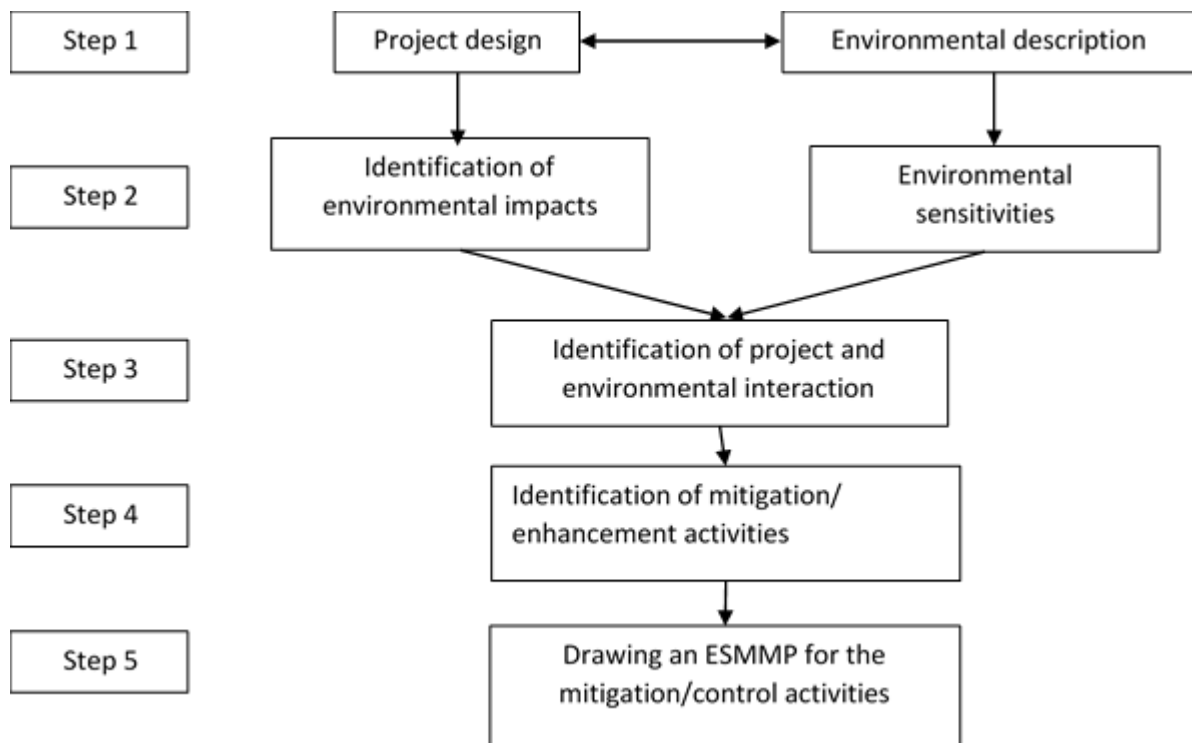 Step 1
Project design
Environmental description
Step 2
Identification of
environmental impacts
Environmental
sensitivities
Step 3
Identification of project and
environmental interaction
Step 4
Identification of mitigation/
enhancement activities
Step 5
Drawing an ESMMP for the
mitigation/control activities